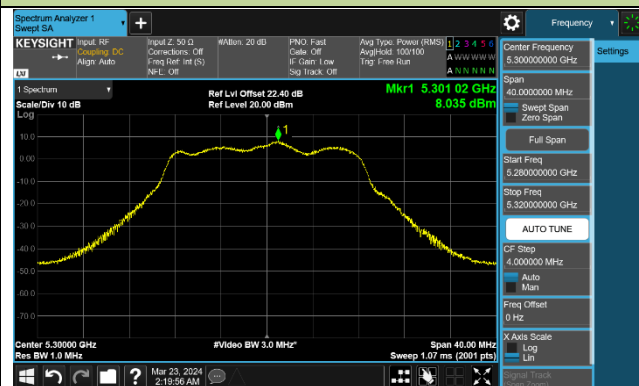 Spectrum Analyzer 1
Swept SA
Frequency
KEYSIGHT
Input: RF
Coupling: DC
Align: Auto
Input Z: 50 Ω
Corrections: Off
Freq Ref: Int (S)
NFE: Off
#Atten: 20 dB
PNO: Fast
Gate: Off
IF Gain: Low
Sig Track: Off
Avg Type: Power (RMS)
Avg|Hold: 100/100
Trig: Free Run
1 2 3 4 5 6
A W W W W W
A N N N N N
LXI
1 Spectrum
Scale/Div 10 dB
Log
Ref Lvl Offset 22.40 dB
Ref Level 20.00 dBm
Mkr1 5.301 02 GHz
8.035 dBm
1
10.0
0.00
-10.0
-20.0
-30.0
-40.0
-50.0
-60.0
-70.0
Center 5.30000 GHz
Res BW 1.0 MHz
#Video BW 3.0 MHz*
Span 40.00 MHz
Sweep 1.07 ms (2001 pts)
Mar 23, 2024
2:19:56 AM
Settings
Center Frequency
5.300000000 GHz
Span
40.0000000 MHz
Swept Span
Zero Span
Full Span
Start Freq
5.280000000 GHz
Stop Freq
5.320000000 GHz
AUTO TUNE
CF Step
4.000000 MHz
Auto
Man
Freq Offset
0 Hz
X Axis Scale
Log
Lin
Signal Track
(Span Zoom)